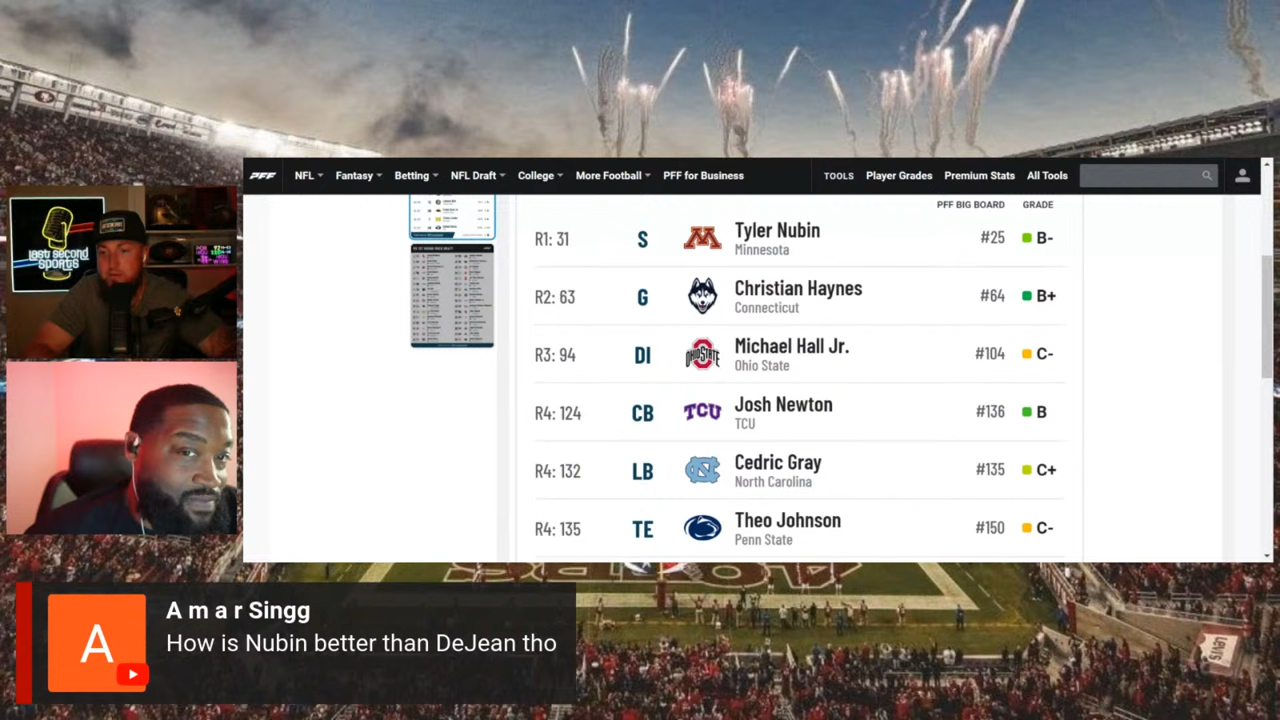 PFF
NFL
Fantasy
Betting
NFL Draft
College
More Football
PFF for Business
TOOLS
Player Grades
Premium Stats
All Tools
PFF BIG BOARD
GRADE
R1: 31
S
Tyler Nubin
Minnesota
#25
B-
R2: 63
G
Christian Haynes
Connecticut
#64
B+
R3: 94
DI
OHIO STATE
Michael Hall Jr.
Ohio State
#104
C-
R4: 124
CB
TCU
Josh Newton
TCU
#136
B
R4: 132
LB
Cedric Gray
North Carolina
#135
C+
R4: 135
TE
Theo Johnson
Penn State
#150
C-
last second
sports
A
A m a r Singg
How is Nubin better than DeJean tho
LEVI'S